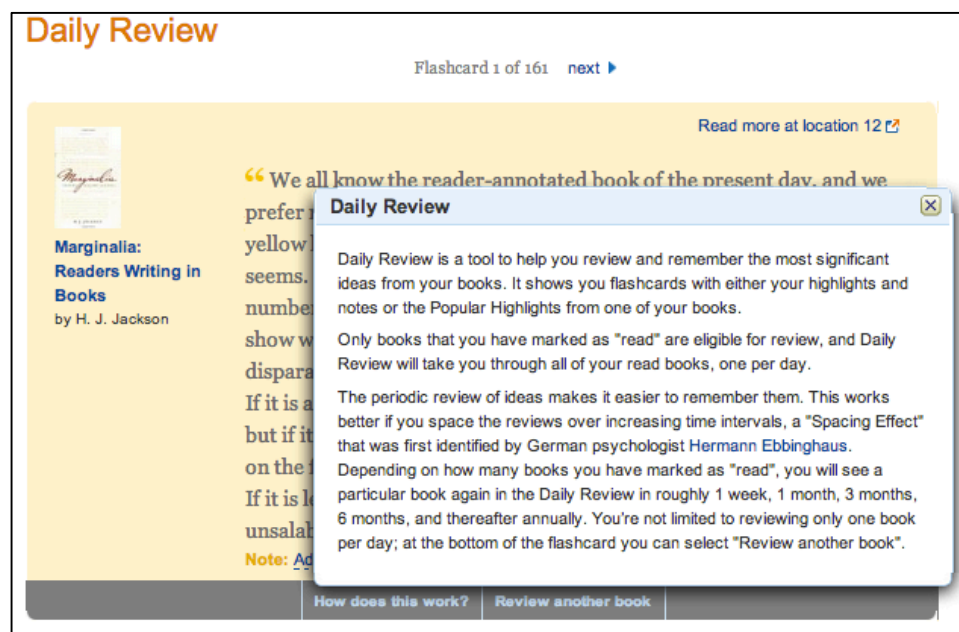 Daily Review
Flashcard 1 of 161 next
Read more at location 12
Marginalia
Marginalia:
Readers Writing in
Books
by H. J. Jackson
“ We all know the reader-annotated book of the present day, and we
prefer
yellow
seems.
number
show w
dispara
If it is a
but if it
on the
If it is le
unsalab
Note: Ad
Daily Review
Daily Review is a tool to help you review and remember the most significant
ideas from your books. It shows you flashcards with either your highlights and
notes or the Popular Highlights from one of your books.
Only books that you have marked as "read" are eligible for review, and Daily
Review will take you through all of your read books, one per day.
The periodic review of ideas makes it easier to remember them. This works
better if you space the reviews over increasing time intervals, a "Spacing Effect"
that was first identified by German psychologist Hermann Ebbinghaus.
Depending on how many books you have marked as "read", you will see a
particular book again in the Daily Review in roughly 1 week, 1 month, 3 months,
6 months, and thereafter annually. You're not limited to reviewing only one book
per day; at the bottom of the flashcard you can select "Review another book".
How does this work? Review another book